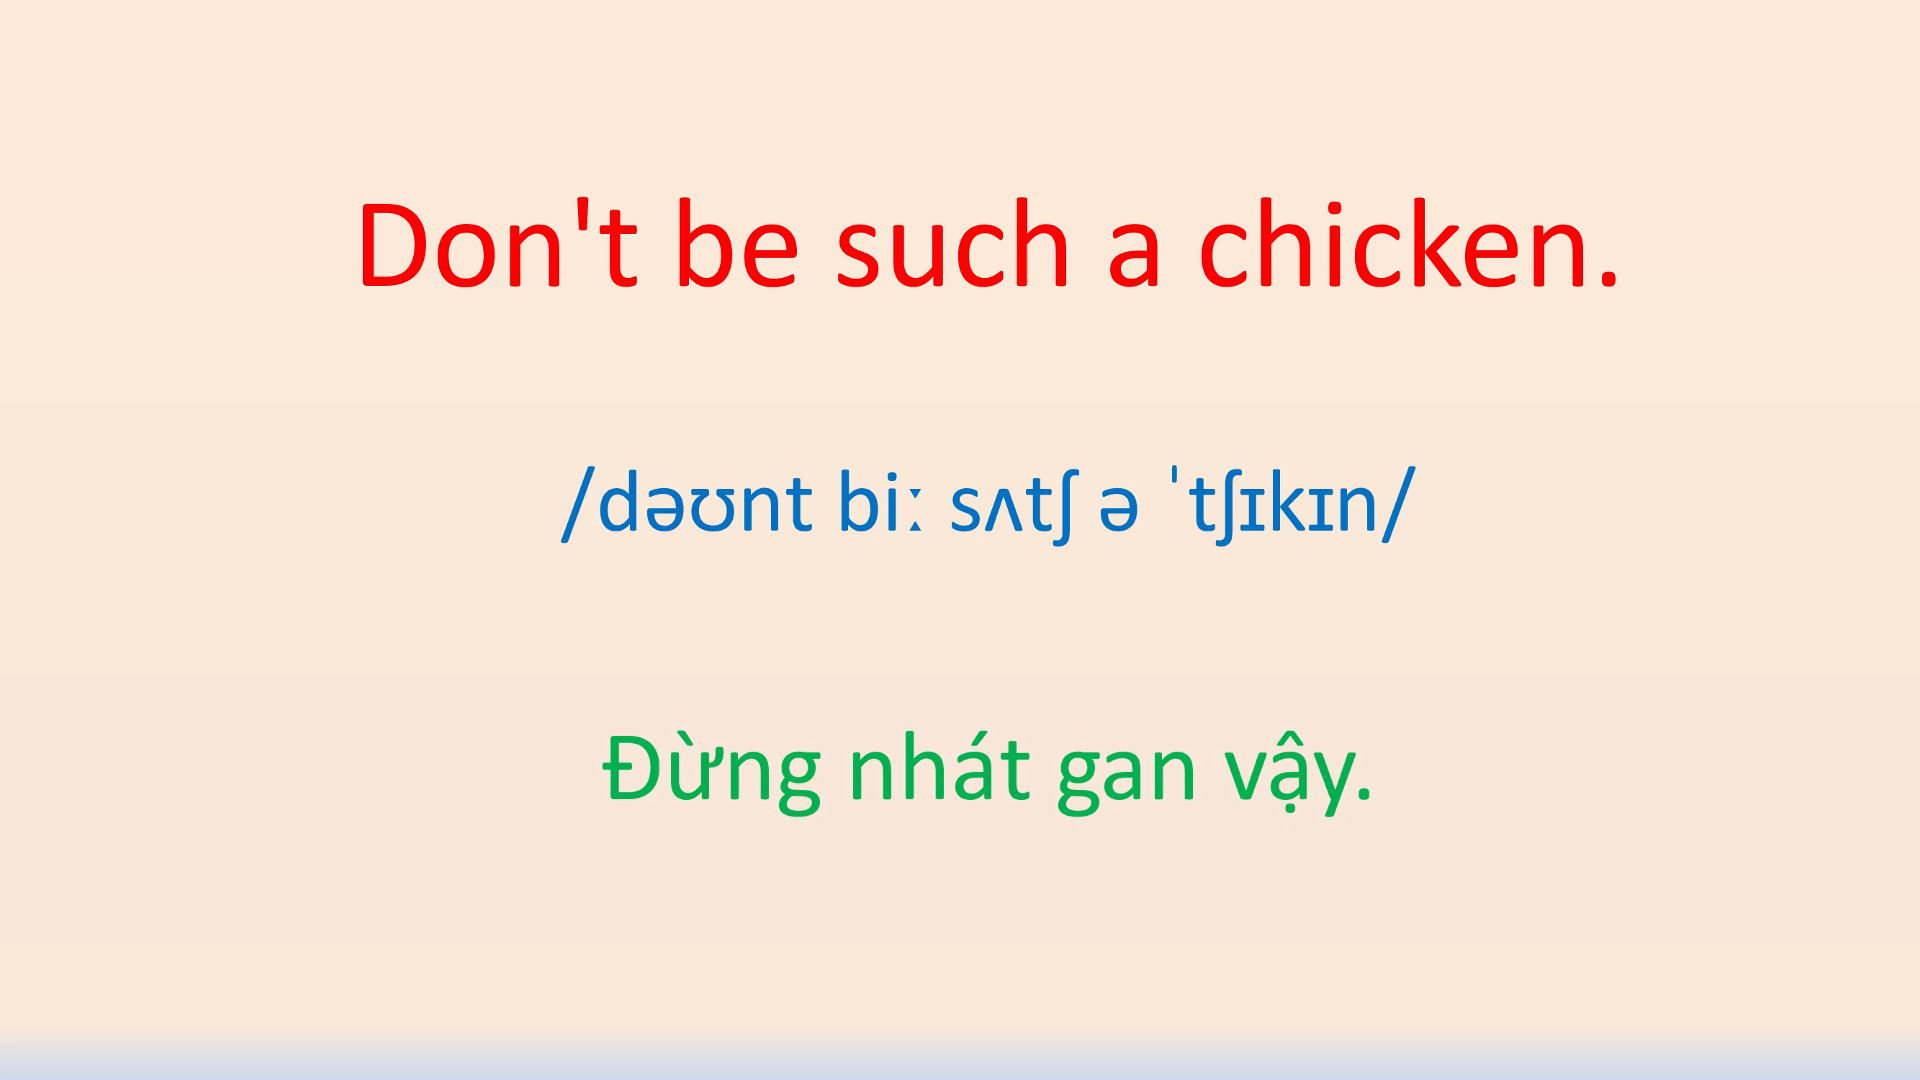 Don't be such a chicken.
/dəʊnt biː sʌtʃ ə ˈtʃɪkɪn/
Đừng nhát gan vậy.